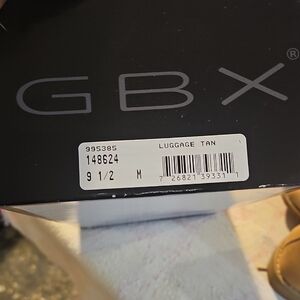 GBX®
995385 LUGGAGE TAN
148624
9 1/2 M 7 26821 39331 1